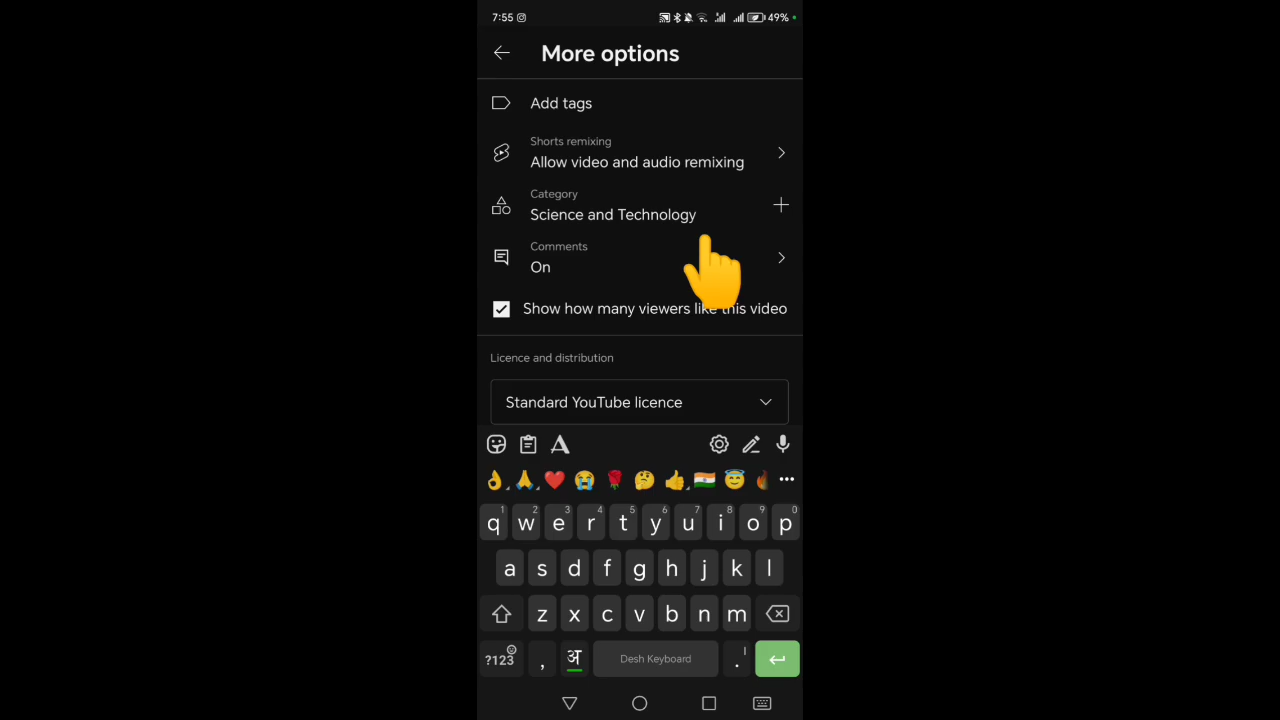 7:55 49%
More options
Add tags
Shorts remixing
Allow video and audio remixing
Category
Science and Technology
Comments
On
Show how many viewers like this video
Licence and distribution
Standard YouTube licence
1 2 3 4 5 6 7 8 9 0
q w e r t y u i o p
a s d f g h j k l
z x c v b n m
?123 , अ Desh Keyboard .